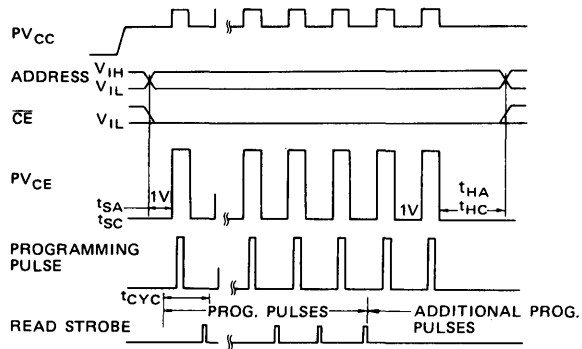 PVCC
ADDRESS VIH
VIL
CE VIL
PVCE
tSA 1V
tSC
1V
tHA
tHC
PROGRAMMING
PULSE
tCYC
PROG. PULSES
ADDITIONAL PROG.
PULSES
READ STROBE